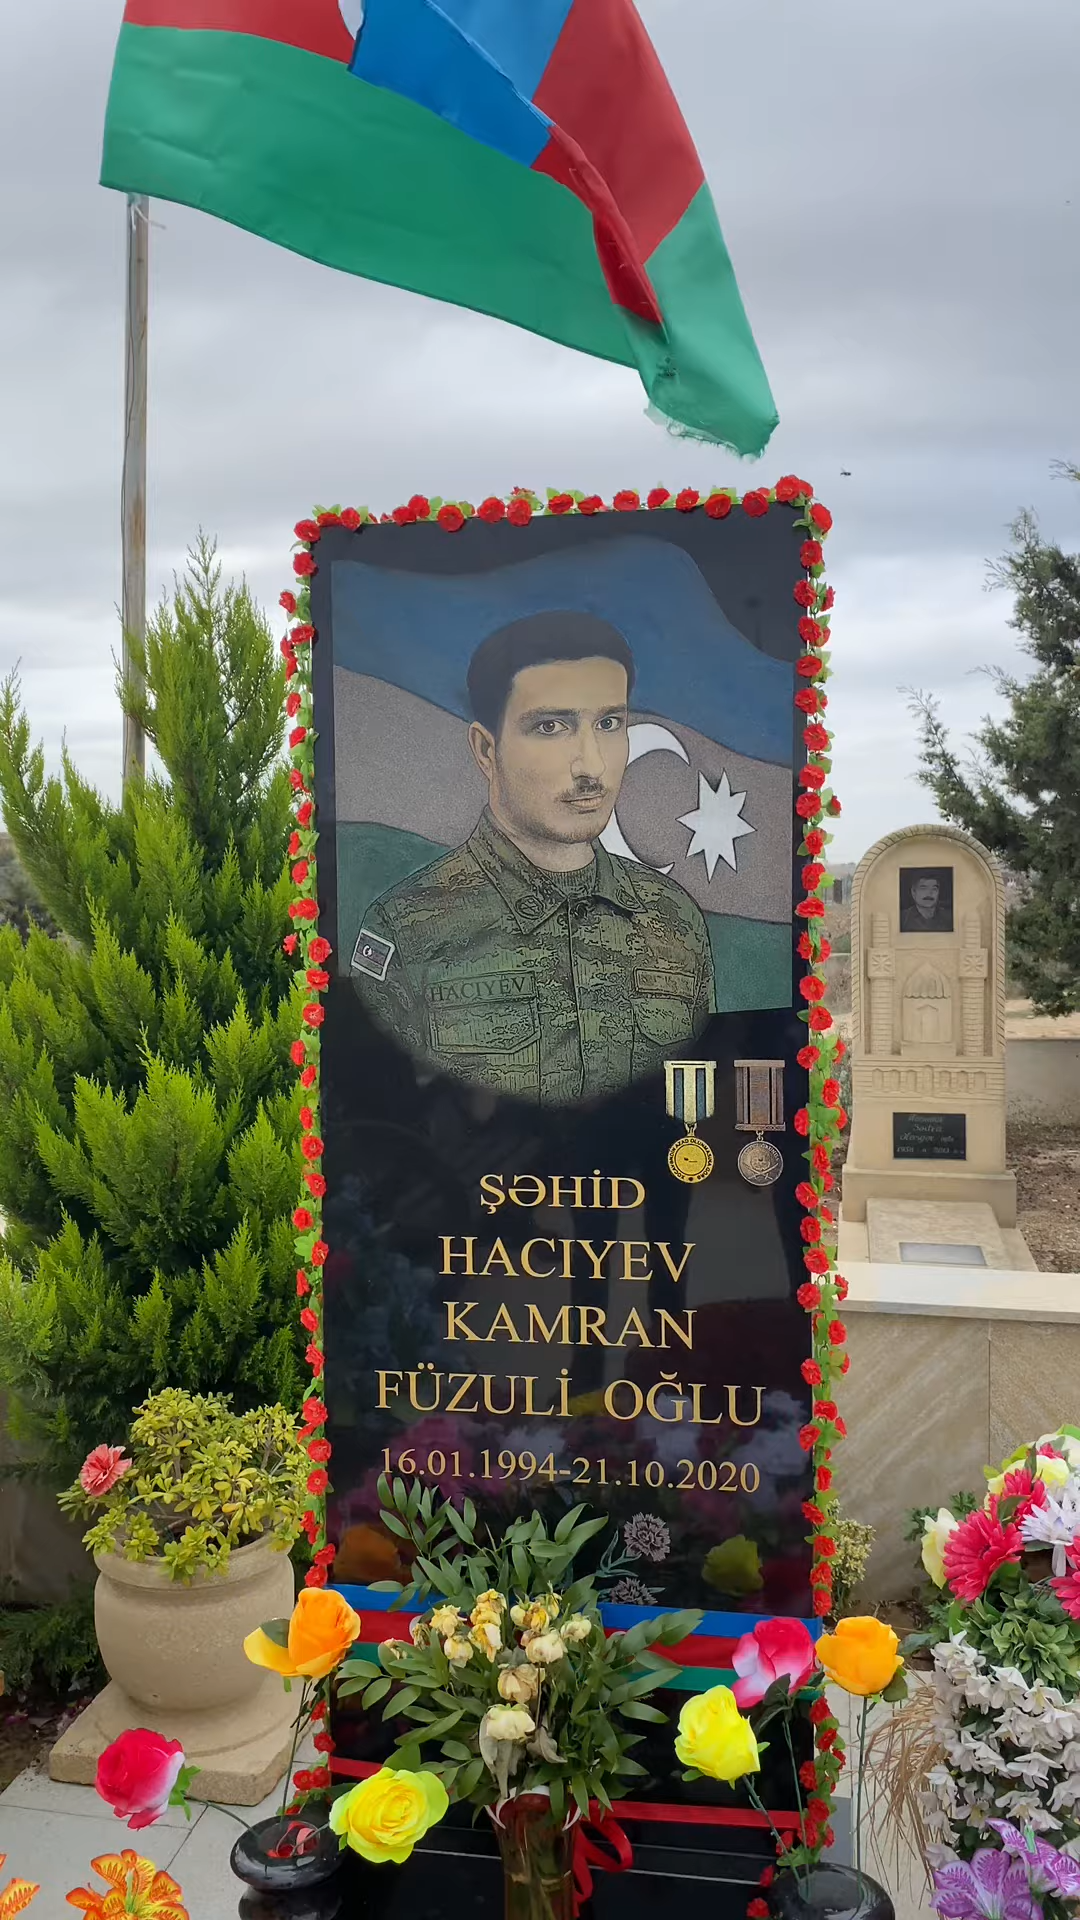 HACIYEV
ŞƏHİD
HACIYEV
KAMRAN
FÜZULİ OĞLU
16.01.1994-21.10.2020